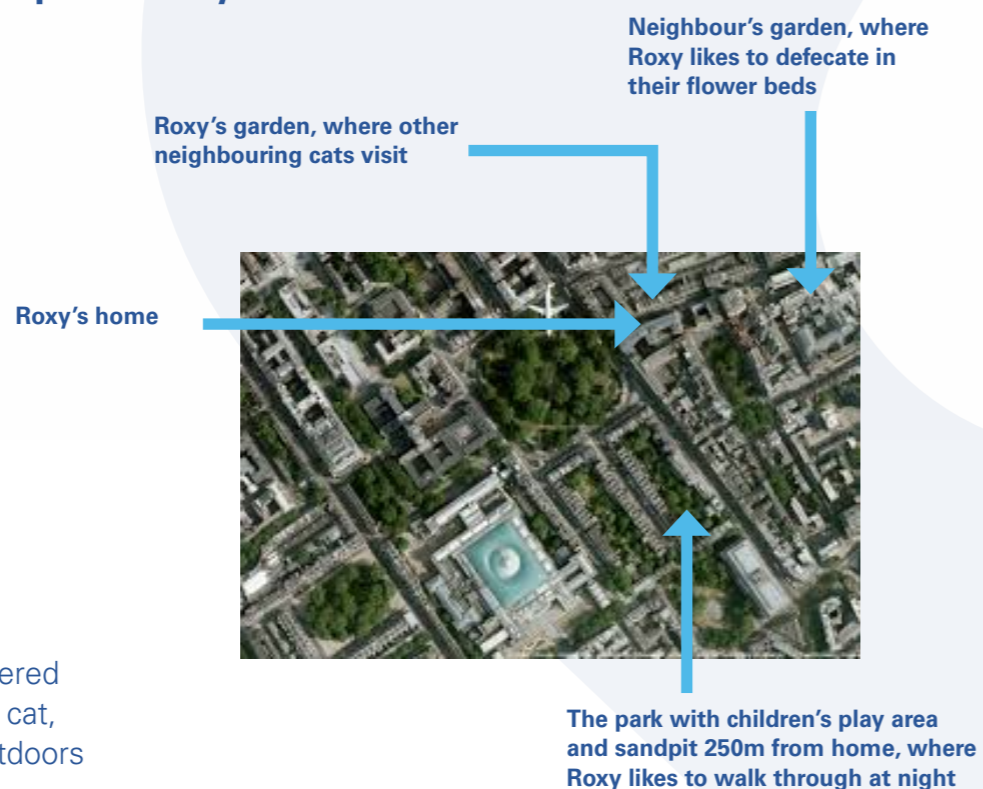 Neighbour's garden, where
Roxy likes to defecate in
their flower beds
Roxy's garden, where other
neighbouring cats visit
Roxy's home
cat,
The park with children's play area
and sandpit 250m from home, where
Roxy likes to walk through at night